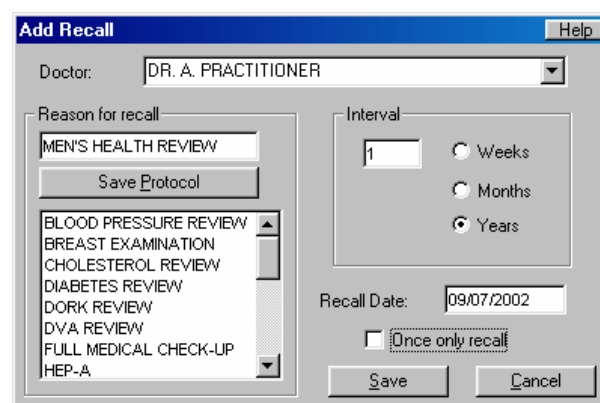 Add Recall Help
Doctor: DR. A. PRACTITIONER
Reason for recall
MEN'S HEALTH REVIEW
Save Protocol
BLOOD PRESSURE REVIEW
BREAST EXAMINATION
CHOLESTEROL REVIEW
DIABETES REVIEW
DORK REVIEW
DVA REVIEW
FULL MEDICAL CHECK-UP
HEP-A
Interval
1
Weeks
Months
Years
Recall Date: 09/07/2002
Once only recall
Save Cancel